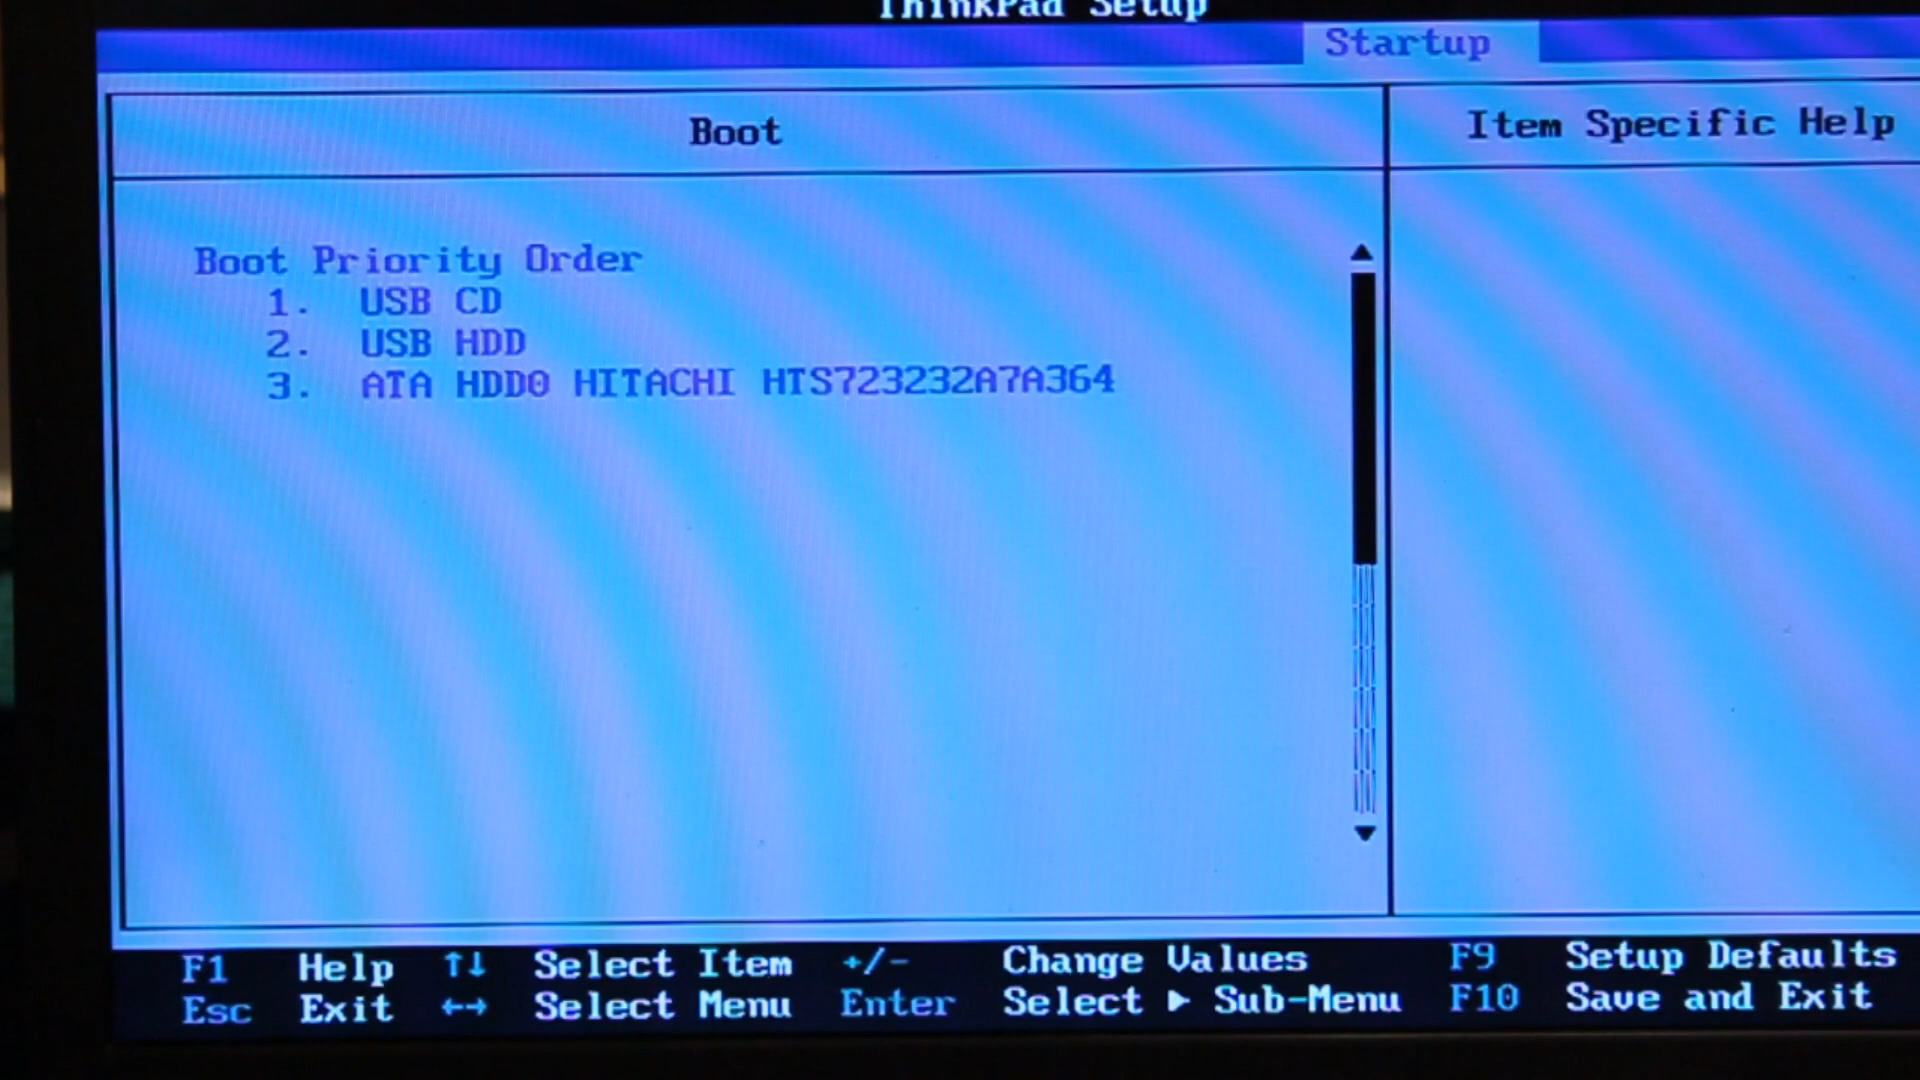 ThinkPad Setup
Startup
Boot
Item Specific Help
Boot Priority Order
1. USB CD
2. USB HDD
3. ATA HDD0 HITACHI HTS723232A7A364
F1 Help ↑↓ Select Item +/- Change Values F9 Setup Defaults
Esc Exit ←→ Select Menu Enter Select ▶ Sub-Menu F10 Save and Exit